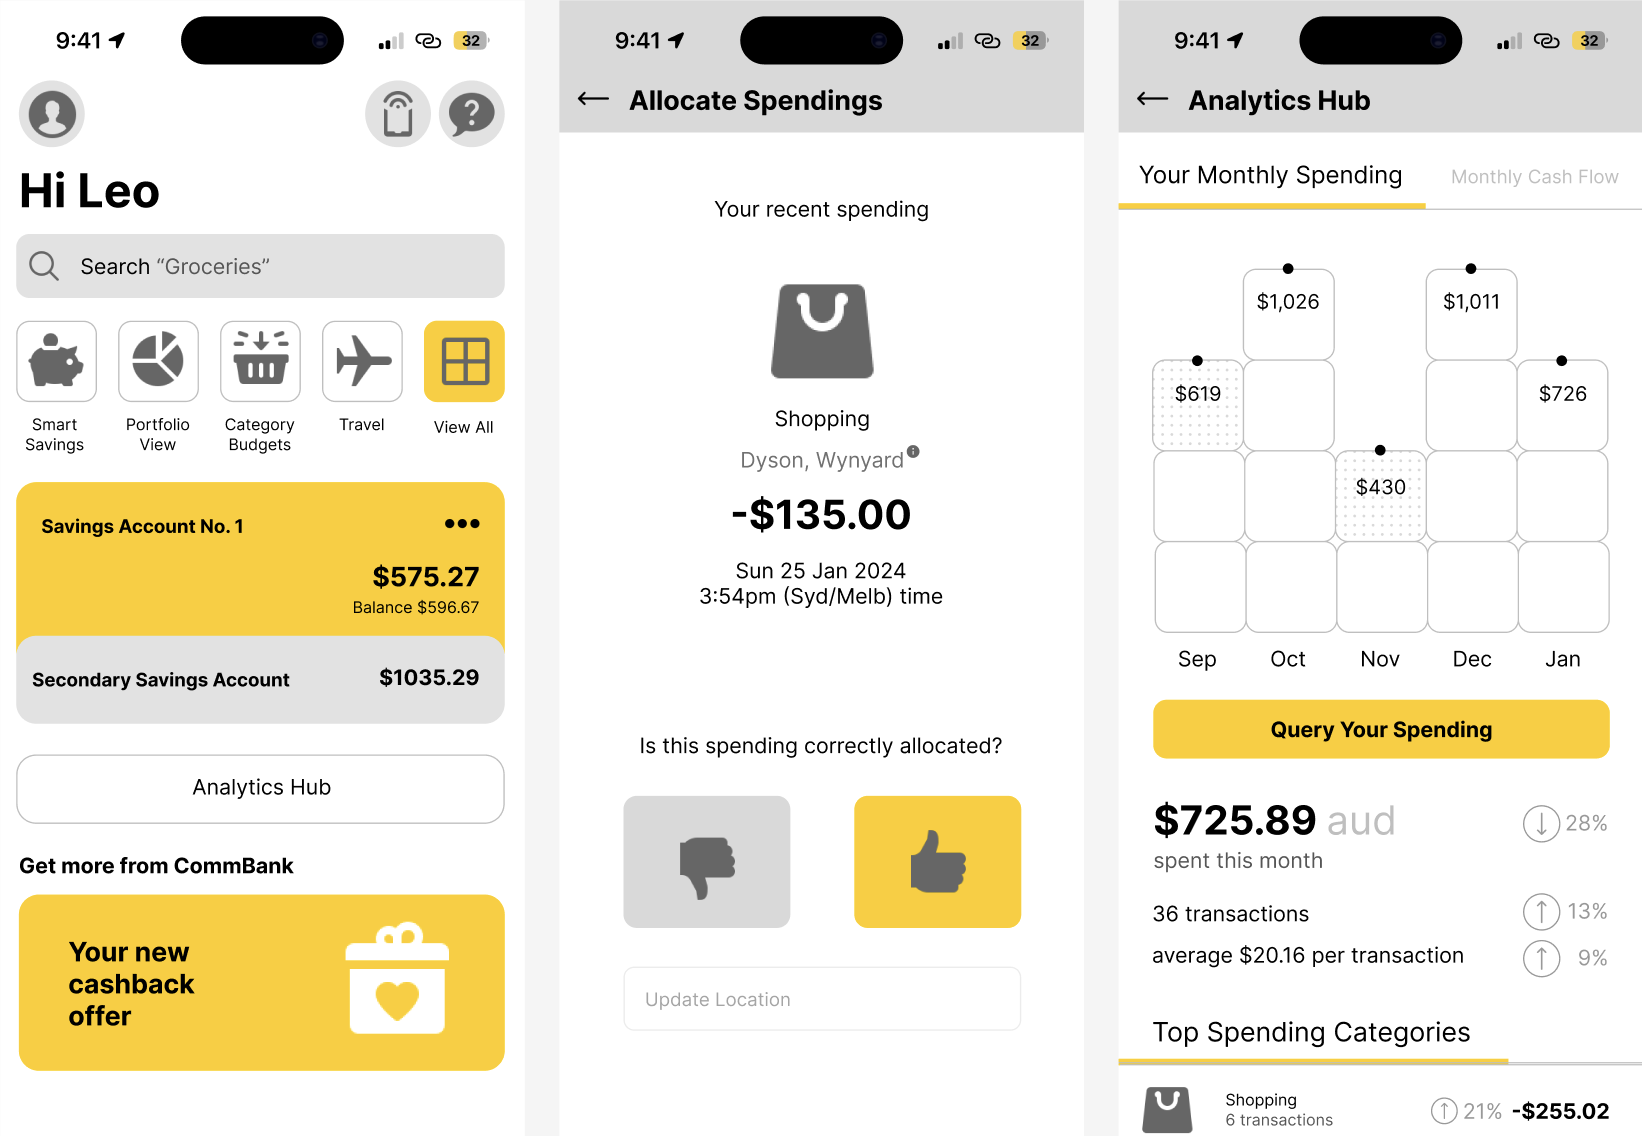 9:41
32
Hi Leo
Search “Groceries”
Smart
Savings
Portfolio
View
Category
Budgets
Travel
View All
Savings Account No. 1
$575.27
Balance $596.67
Secondary Savings Account
$1035.29
Analytics Hub
Get more from CommBank
Your new
cashback
offer
9:41
32
Allocate Spendings
Your recent spending
Shopping
Dyson, Wynyard
-$135.00
Sun 25 Jan 2024
3:54pm (Syd/Melb) time
Is this spending correctly allocated?
Update Location
9:41
32
Analytics Hub
Your Monthly Spending
Monthly Cash Flow
$1,026
$1,011
$619
$726
$430
Sep
Oct
Nov
Dec
Jan
Query Your Spending
$725.89 aud
28%
spent this month
36 transactions
13%
average $20.16 per transaction
9%
Top Spending Categories
Shopping
6 transactions
21%
-$255.02